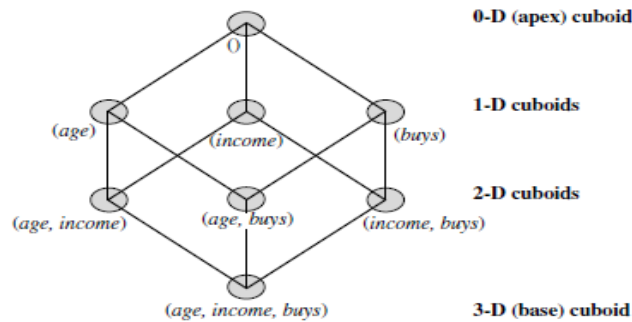 0-D (apex) cuboid
()
1-D cuboids
(age)
(income)
(buys)
2-D cuboids
(age, income)
(age, buys)
(income, buys)
(age, income, buys)
3-D (base) cuboid